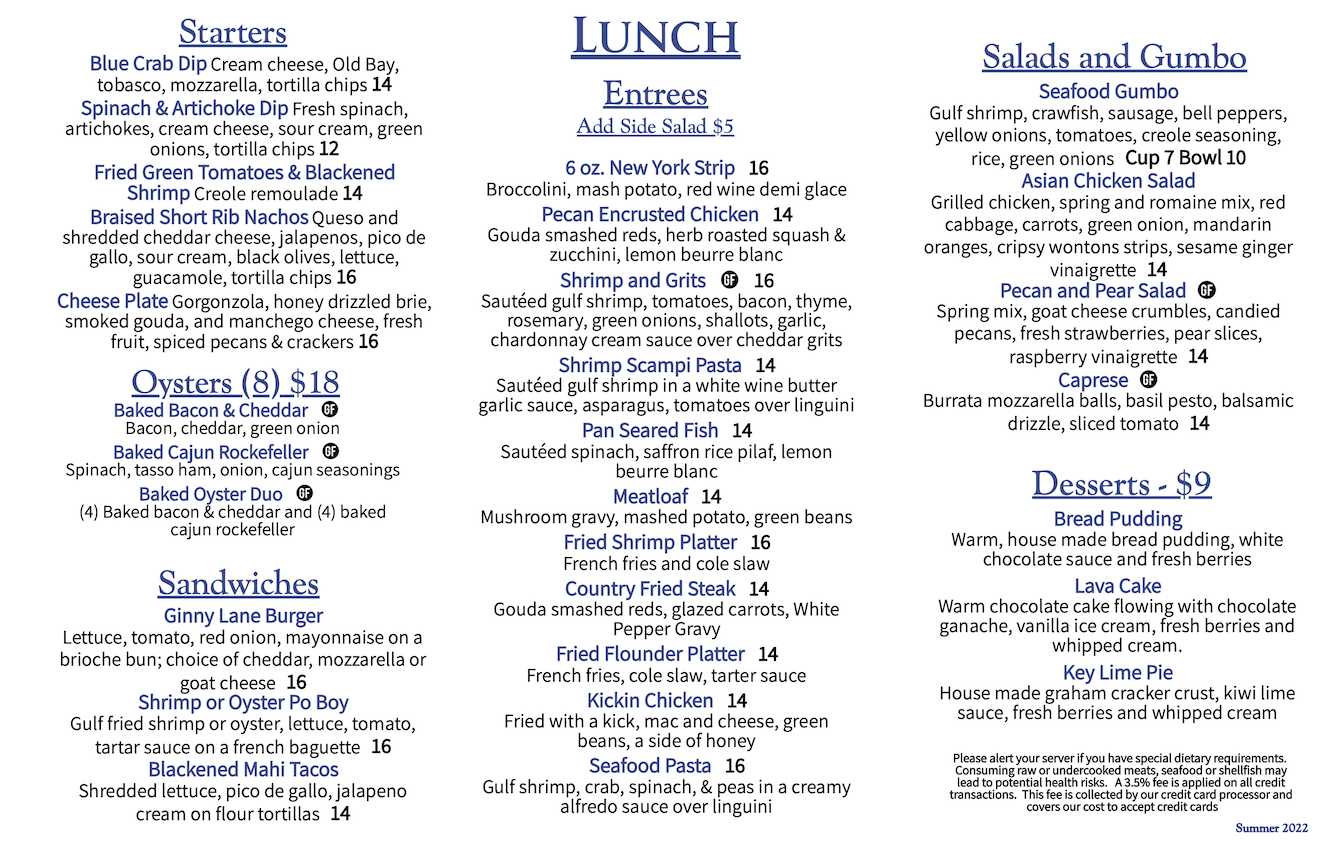 Starters
Blue Crab Dip Cream cheese, Old Bay,
tobasco, mozzarella, tortilla chips 14
Spinach & Artichoke Dip Fresh spinach,
artichokes, cream cheese, sour cream, green
onions, tortilla chips 12
Fried Green Tomatoes & Blackened
Shrimp Creole remoulade 14
Braised Short Rib Nachos Queso and
shredded cheddar cheese, jalapenos, pico de
gallo, sour cream, black olives, lettuce,
guacamole, tortilla chips 16
Cheese Plate Gorgonzola, honey drizzled brie,
smoked gouda, and manchego cheese, fresh
fruit, spiced pecans & crackers 16
Oysters (8) $18
Baked Bacon & Cheddar GF
Bacon, cheddar, green onion
Baked Cajun Rockefeller GF
Spinach, tasso ham, onion, cajun seasonings
Baked Oyster Duo GF
(4) Baked bacon & cheddar and (4) baked
cajun rockefeller
Sandwiches
Ginny Lane Burger
Lettuce, tomato, red onion, mayonnaise on a
brioche bun; choice of cheddar, mozzarella or
goat cheese 16
Shrimp or Oyster Po Boy
Gulf fried shrimp or oyster, lettuce, tomato,
tartar sauce on a french baguette 16
Blackened Mahi Tacos
Shredded lettuce, pico de gallo, jalapeno
cream on flour tortillas 14
LUNCH
Entrees
Add Side Salad $5
6 oz. New York Strip 16
Broccolini, mash potato, red wine demi glace
Pecan Encrusted Chicken 14
Gouda smashed reds, herb roasted squash &
zucchini, lemon beurre blanc
Shrimp and Grits GF 16
Sautéed gulf shrimp, tomatoes, bacon, thyme,
rosemary, green onions, shallots, garlic,
chardonnay cream sauce over cheddar grits
Shrimp Scampi Pasta 14
Sautéed gulf shrimp in a white wine butter
garlic sauce, asparagus, tomatoes over linguini
Pan Seared Fish 14
Sautéed spinach, saffron rice pilaf, lemon
beurre blanc
Meatloaf 14
Mushroom gravy, mashed potato, green beans
Fried Shrimp Platter 16
French fries and cole slaw
Country Fried Steak 14
Gouda smashed reds, glazed carrots, White
Pepper Gravy
Fried Flounder Platter 14
French fries, cole slaw, tarter sauce
Kickin Chicken 14
Fried with a kick, mac and cheese, green
beans, a side of honey
Seafood Pasta 16
Gulf shrimp, crab, spinach, & peas in a creamy
alfredo sauce over linguini
Salads and Gumbo
Seafood Gumbo
Gulf shrimp, crawfish, sausage, bell peppers,
yellow onions, tomatoes, creole seasoning,
rice, green onions Cup 7 Bowl 10
Asian Chicken Salad
Grilled chicken, spring and romaine mix, red
cabbage, carrots, green onion, mandarin
oranges, cripsy wontons strips, sesame ginger
vinaigrette 14
Pecan and Pear Salad GF
Spring mix, goat cheese crumbles, candied
pecans, fresh strawberries, pear slices,
raspberry vinaigrette 14
Caprese GF
Burrata mozzarella balls, basil pesto, balsamic
drizzle, sliced tomato 14
Desserts - $9
Bread Pudding
Warm, house made bread pudding, white
chocolate sauce and fresh berries
Lava Cake
Warm chocolate cake flowing with chocolate
ganache, vanilla ice cream, fresh berries and
whipped cream.
Key Lime Pie
House made graham cracker crust, kiwi lime
sauce, fresh berries and whipped cream
Please alert your server if you have special dietary requirements.
Consuming raw or undercooked meats, seafood or shellfish may
lead to potential health risks. A 3.5% fee is applied on all credit
transactions. This fee is collected by our credit card processor and
covers our cost to accept credit cards
Summer 2022